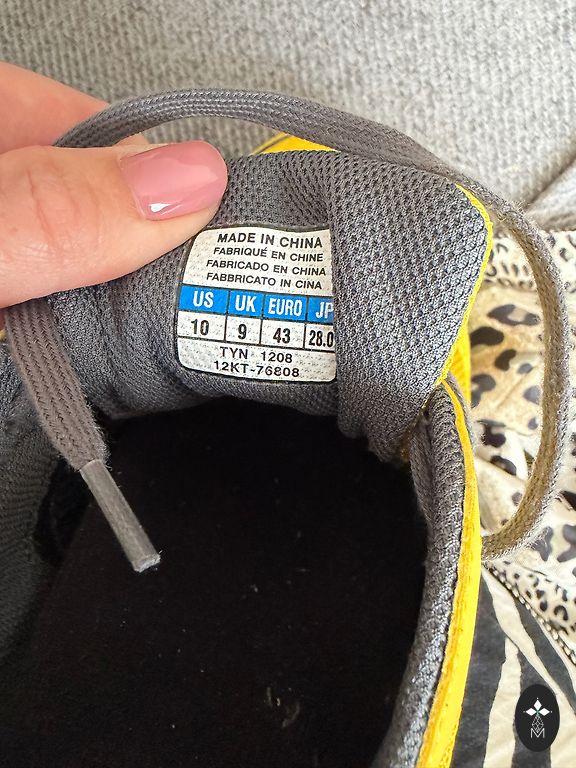 MADE IN CHINA
FABRIQUÉ EN CHINE
FABRICADO EN CHINA
FABBRICATO IN CINA
US UK EURO JP
10 9 43 28.0
TYN 1208
12KT-76808
M